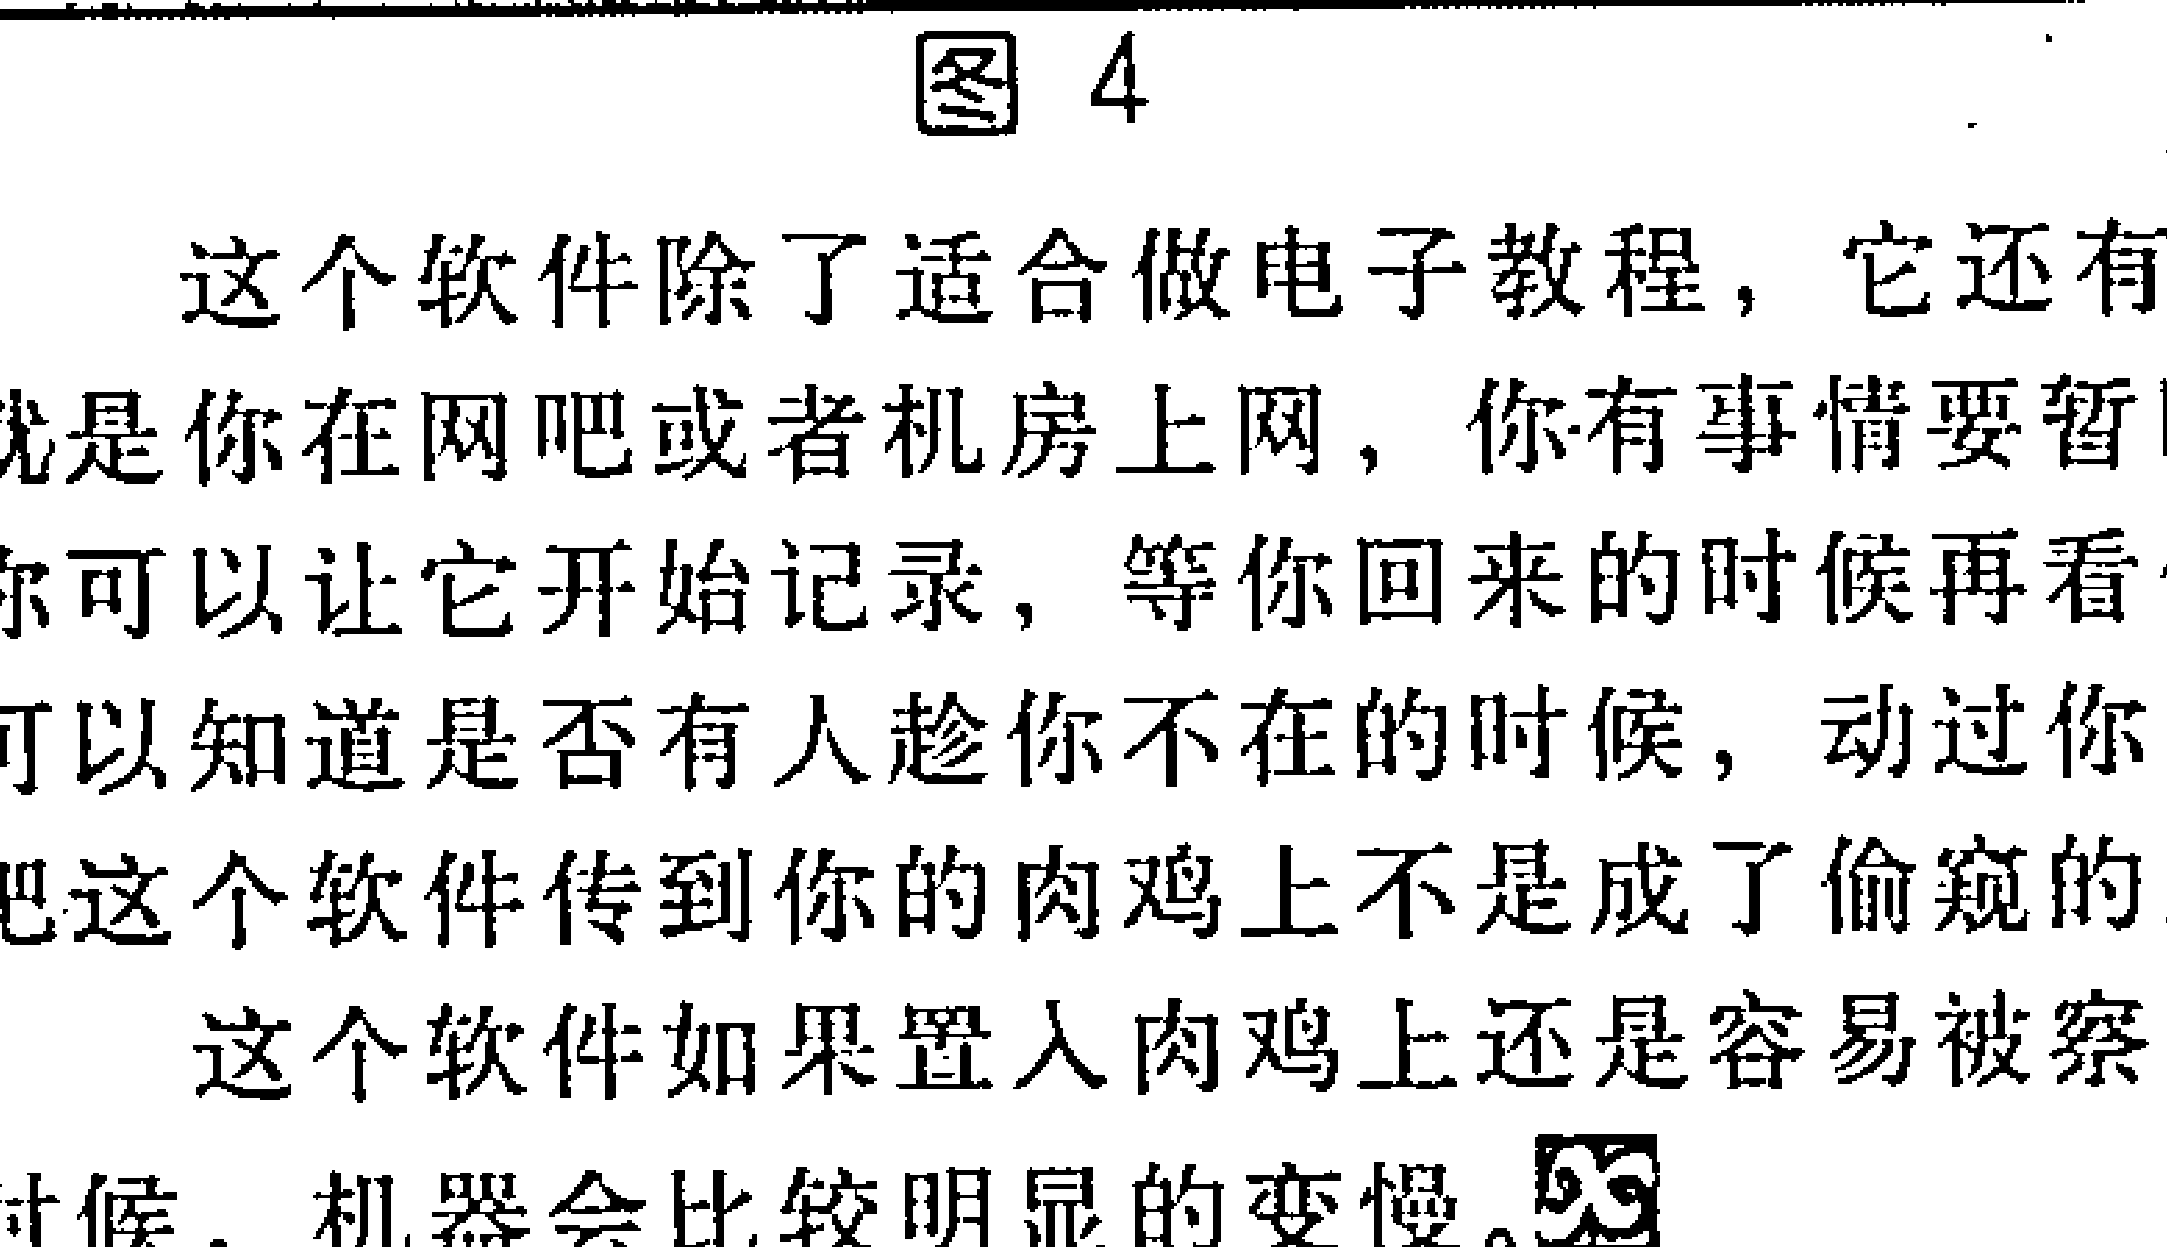 图 4
这个软件除了适合做电子教程，它还有
就是你在网吧或者机房上网，你有事情要暂
你可以让它开始记录，等你回来的时候再看
可以知道是否有人趁你不在的时候，动过你
把这个软件传到你的肉鸡上不是成了偷窥的
这个软件如果置入肉鸡上还是容易被察
时候，机器会比较明显的变慢。